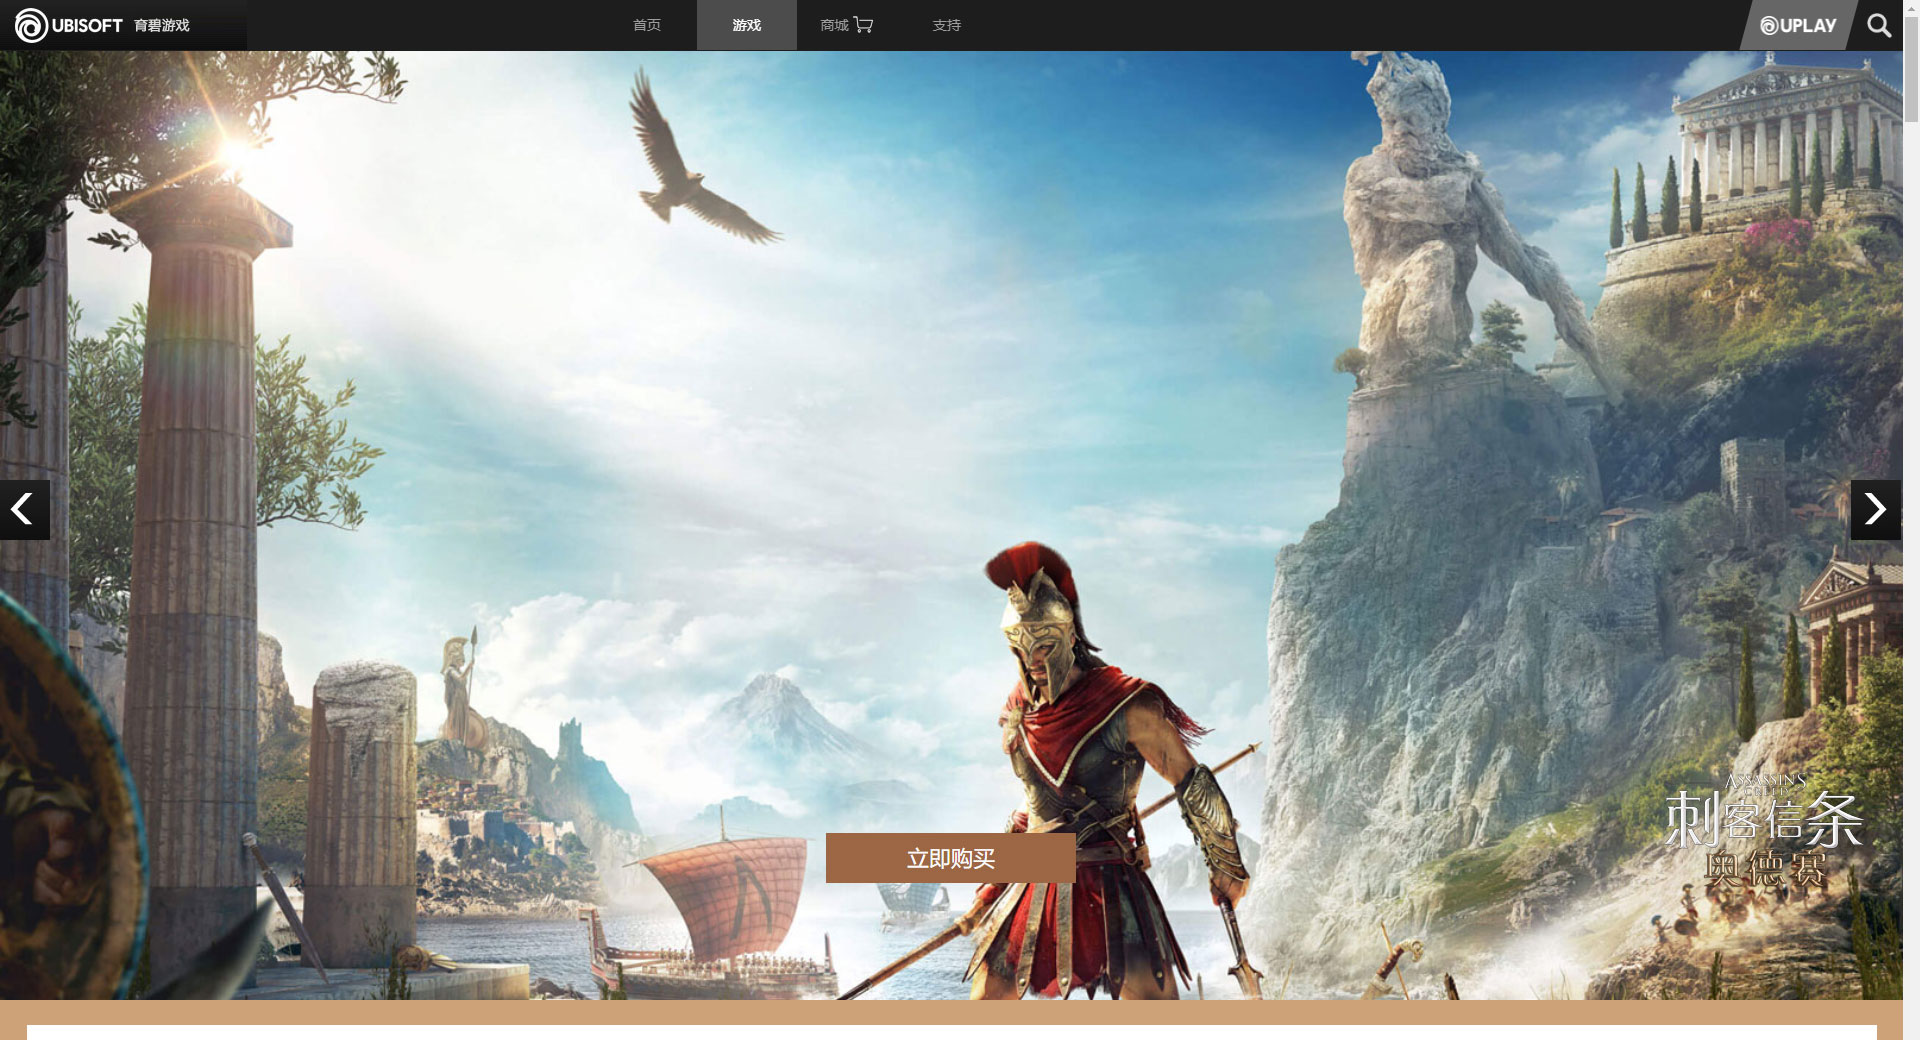 UBISOFT 育碧游戏
首页
游戏
商城
支持
UPLAY
ASSASSIN'S
CREED
刺客信条
奥德赛
立即购买